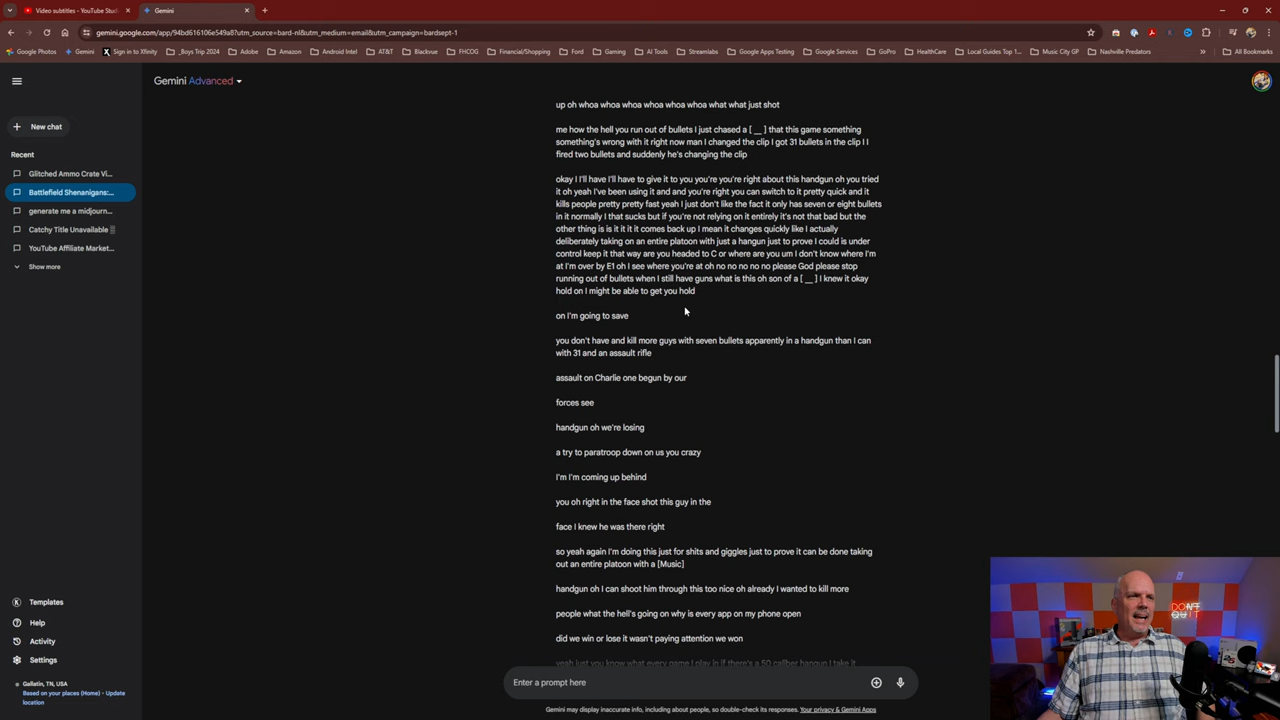 Video subtitles - YouTube Stud
Gemini
gemini.google.com/app/94bd616106e549a8?utm_source=bard-nl&utm_medium=email&utm_campaign=bardsept-1
Google Photos
Gemini
Sign in to Xfinity
_Boys Trip 2024
Adobe
Amazon
Android Intel
AT&T
Blackvue
FHCOG
Financial/Shopping
Ford
Gaming
AI Tools
Streamlabs
Google Apps Testing
Google Services
GoPro
HealthCare
Local Guides Top 1...
Music City GP
Nashville Predators
All Bookmarks
Gemini Advanced
New chat
Recent
Glitched Ammo Crate Vi...
Battlefield Shenanigans:...
generate me a midjourn...
Catchy Title Unavailable
YouTube Affiliate Market...
Show more
Templates
Help
Activity
Settings
Gallatin, TN, USA
Based on your places (Home) • Update
location
up oh whoa whoa whoa whoa whoa whoa what what just shot
me how the hell you run out of bullets I just chased a [ __ ] that this game something
something's wrong with it right now man I changed the clip I got 31 bullets in the clip I I
fired two bullets and suddenly he's changing the clip
okay I I'll have I'll have to give it to you you're you're right about this handgun oh you tried
it oh yeah I've been using it and and you're right you can switch to it pretty quick and it
kills people pretty pretty fast yeah I just don't like the fact it only has seven or eight bullets
in it normally I that sucks but if you're not relying on it entirely it's not that bad but the
other thing is is it it it it comes back up I mean it changes quickly like I actually
deliberately taking on an entire platoon with just a hangun just to prove I could is under
control keep it that way are you headed to C or where are you um I don't know where I'm
at I'm over by E1 oh I see where you're at oh no no no no no please God please stop
running out of bullets when I still have guns what is this oh son of a [ __ ] I knew it okay
hold on I might be able to get you hold
on I'm going to save
you don't have and kill more guys with seven bullets apparently in a handgun than I can
with 31 and an assault rifle
assault on Charlie one begun by our
forces see
handgun oh we're losing
a try to paratroop down on us you crazy
I'm I'm coming up behind
you oh right in the face shot this guy in the
face I knew he was there right
so yeah again I'm doing this just for shits and giggles just to prove it can be done taking
out an entire platoon with a [Music]
handgun oh I can shoot him through this too nice oh already I wanted to kill more
people what the hell's going on why is every app on my phone open
did we win or lose it wasn't paying attention we won
yeah just you know what every game I play in if there's a 50 caliber hangun I take it
Enter a prompt here
Gemini may display inaccurate info, including about people, so double-check its responses. Your privacy & Gemini Apps
DON'T
QUIT